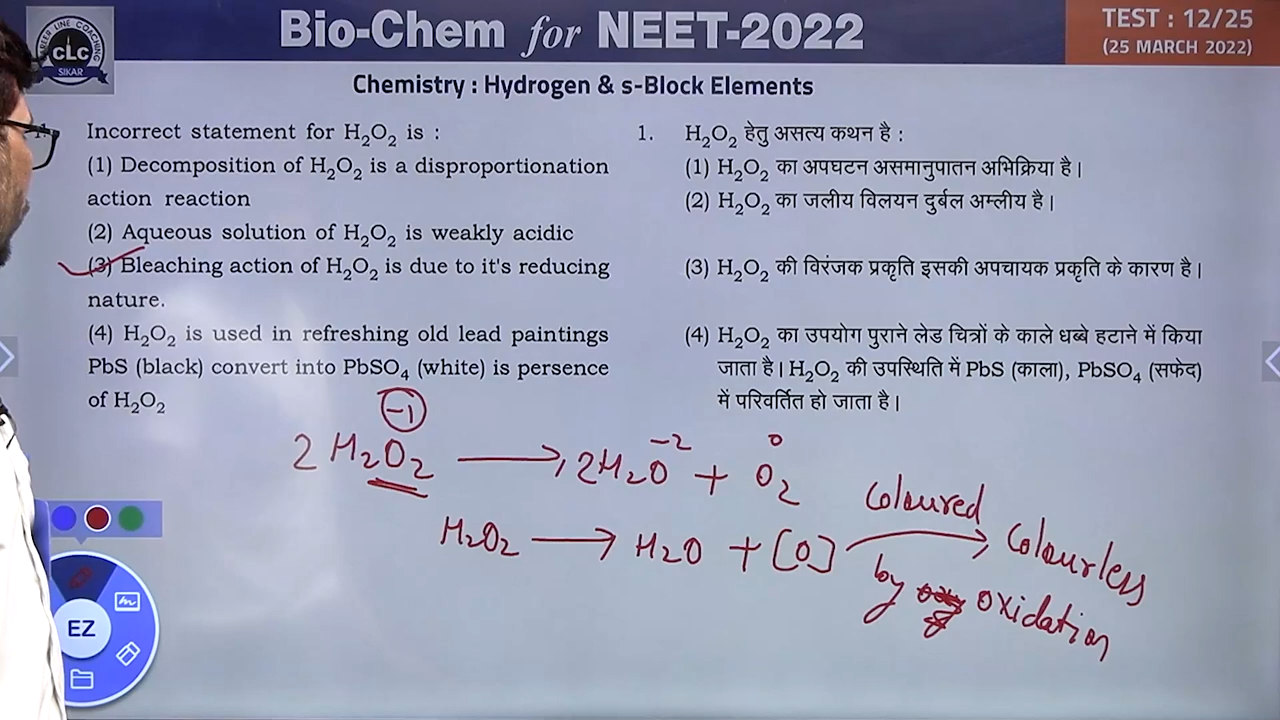 Bio-Chem for NEET-2022
TEST : 12/25
(25 MARCH 2022)
CLC
SIKAR
Chemistry : Hydrogen & s-Block Elements
Incorrect statement for H₂O₂ is :
(1) Decomposition of H₂O₂ is a disproportionation
action reaction
(2) Aqueous solution of H₂O₂ is weakly acidic
(3) Bleaching action of H₂O₂ is due to it's reducing
nature.
(4) H₂O₂ is used in refreshing old lead paintings
PbS (black) convert into PbSO₄ (white) is persence
of H₂O₂
1. H₂O₂ हेतु असत्य कथन है :
(1) H₂O₂ का अपघटन असमानुपातन अभिक्रिया है।
(2) H₂O₂ का जलीय विलयन दुर्बल अम्लीय है।
(3) H₂O₂ की विरंजक प्रकृति इसकी अपचायक प्रकृति के कारण है।
(4) H₂O₂ का उपयोग पुराने लेड चित्रों के काले धब्बे हटाने में किया
जाता है। H₂O₂ की उपस्थिति में PbS (काला), PbSO₄ (सफेद)
में परिवर्तित हो जाता है।
-1
-2 0
2 H₂O₂ → 2H₂O + O₂
H₂O₂ → H₂O + [O] Coloured → Colourless
by oxidation
EZ